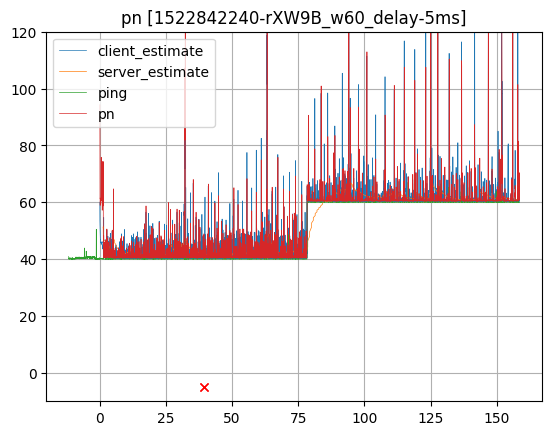 pn [1522842240-rXW9B_w60_delay-5ms]
120
100
80
60
40
20
0
client_estimate
server_estimate
ping
pn
0
25
50
75
100
125
150